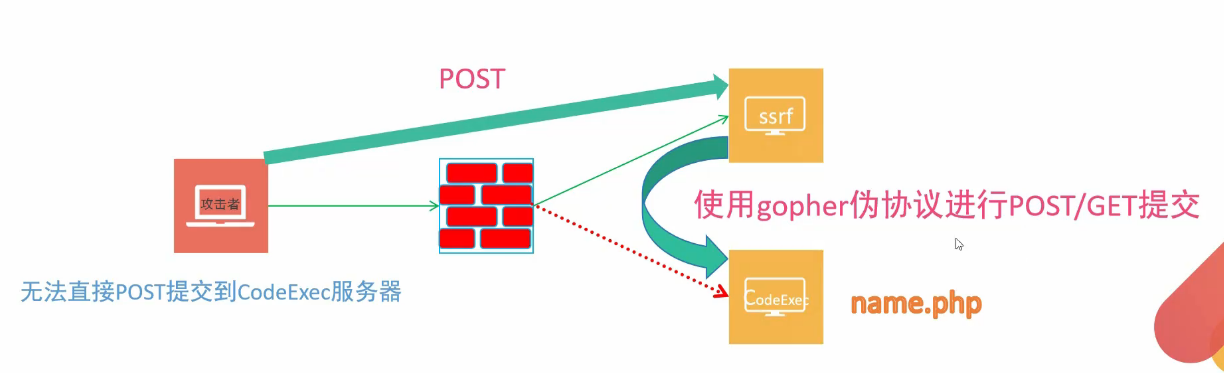 POST
ssrf
攻击者
使用gopher伪协议进行POST/GET提交
无法直接POST提交到CodeExec服务器
CodeExec
name.php